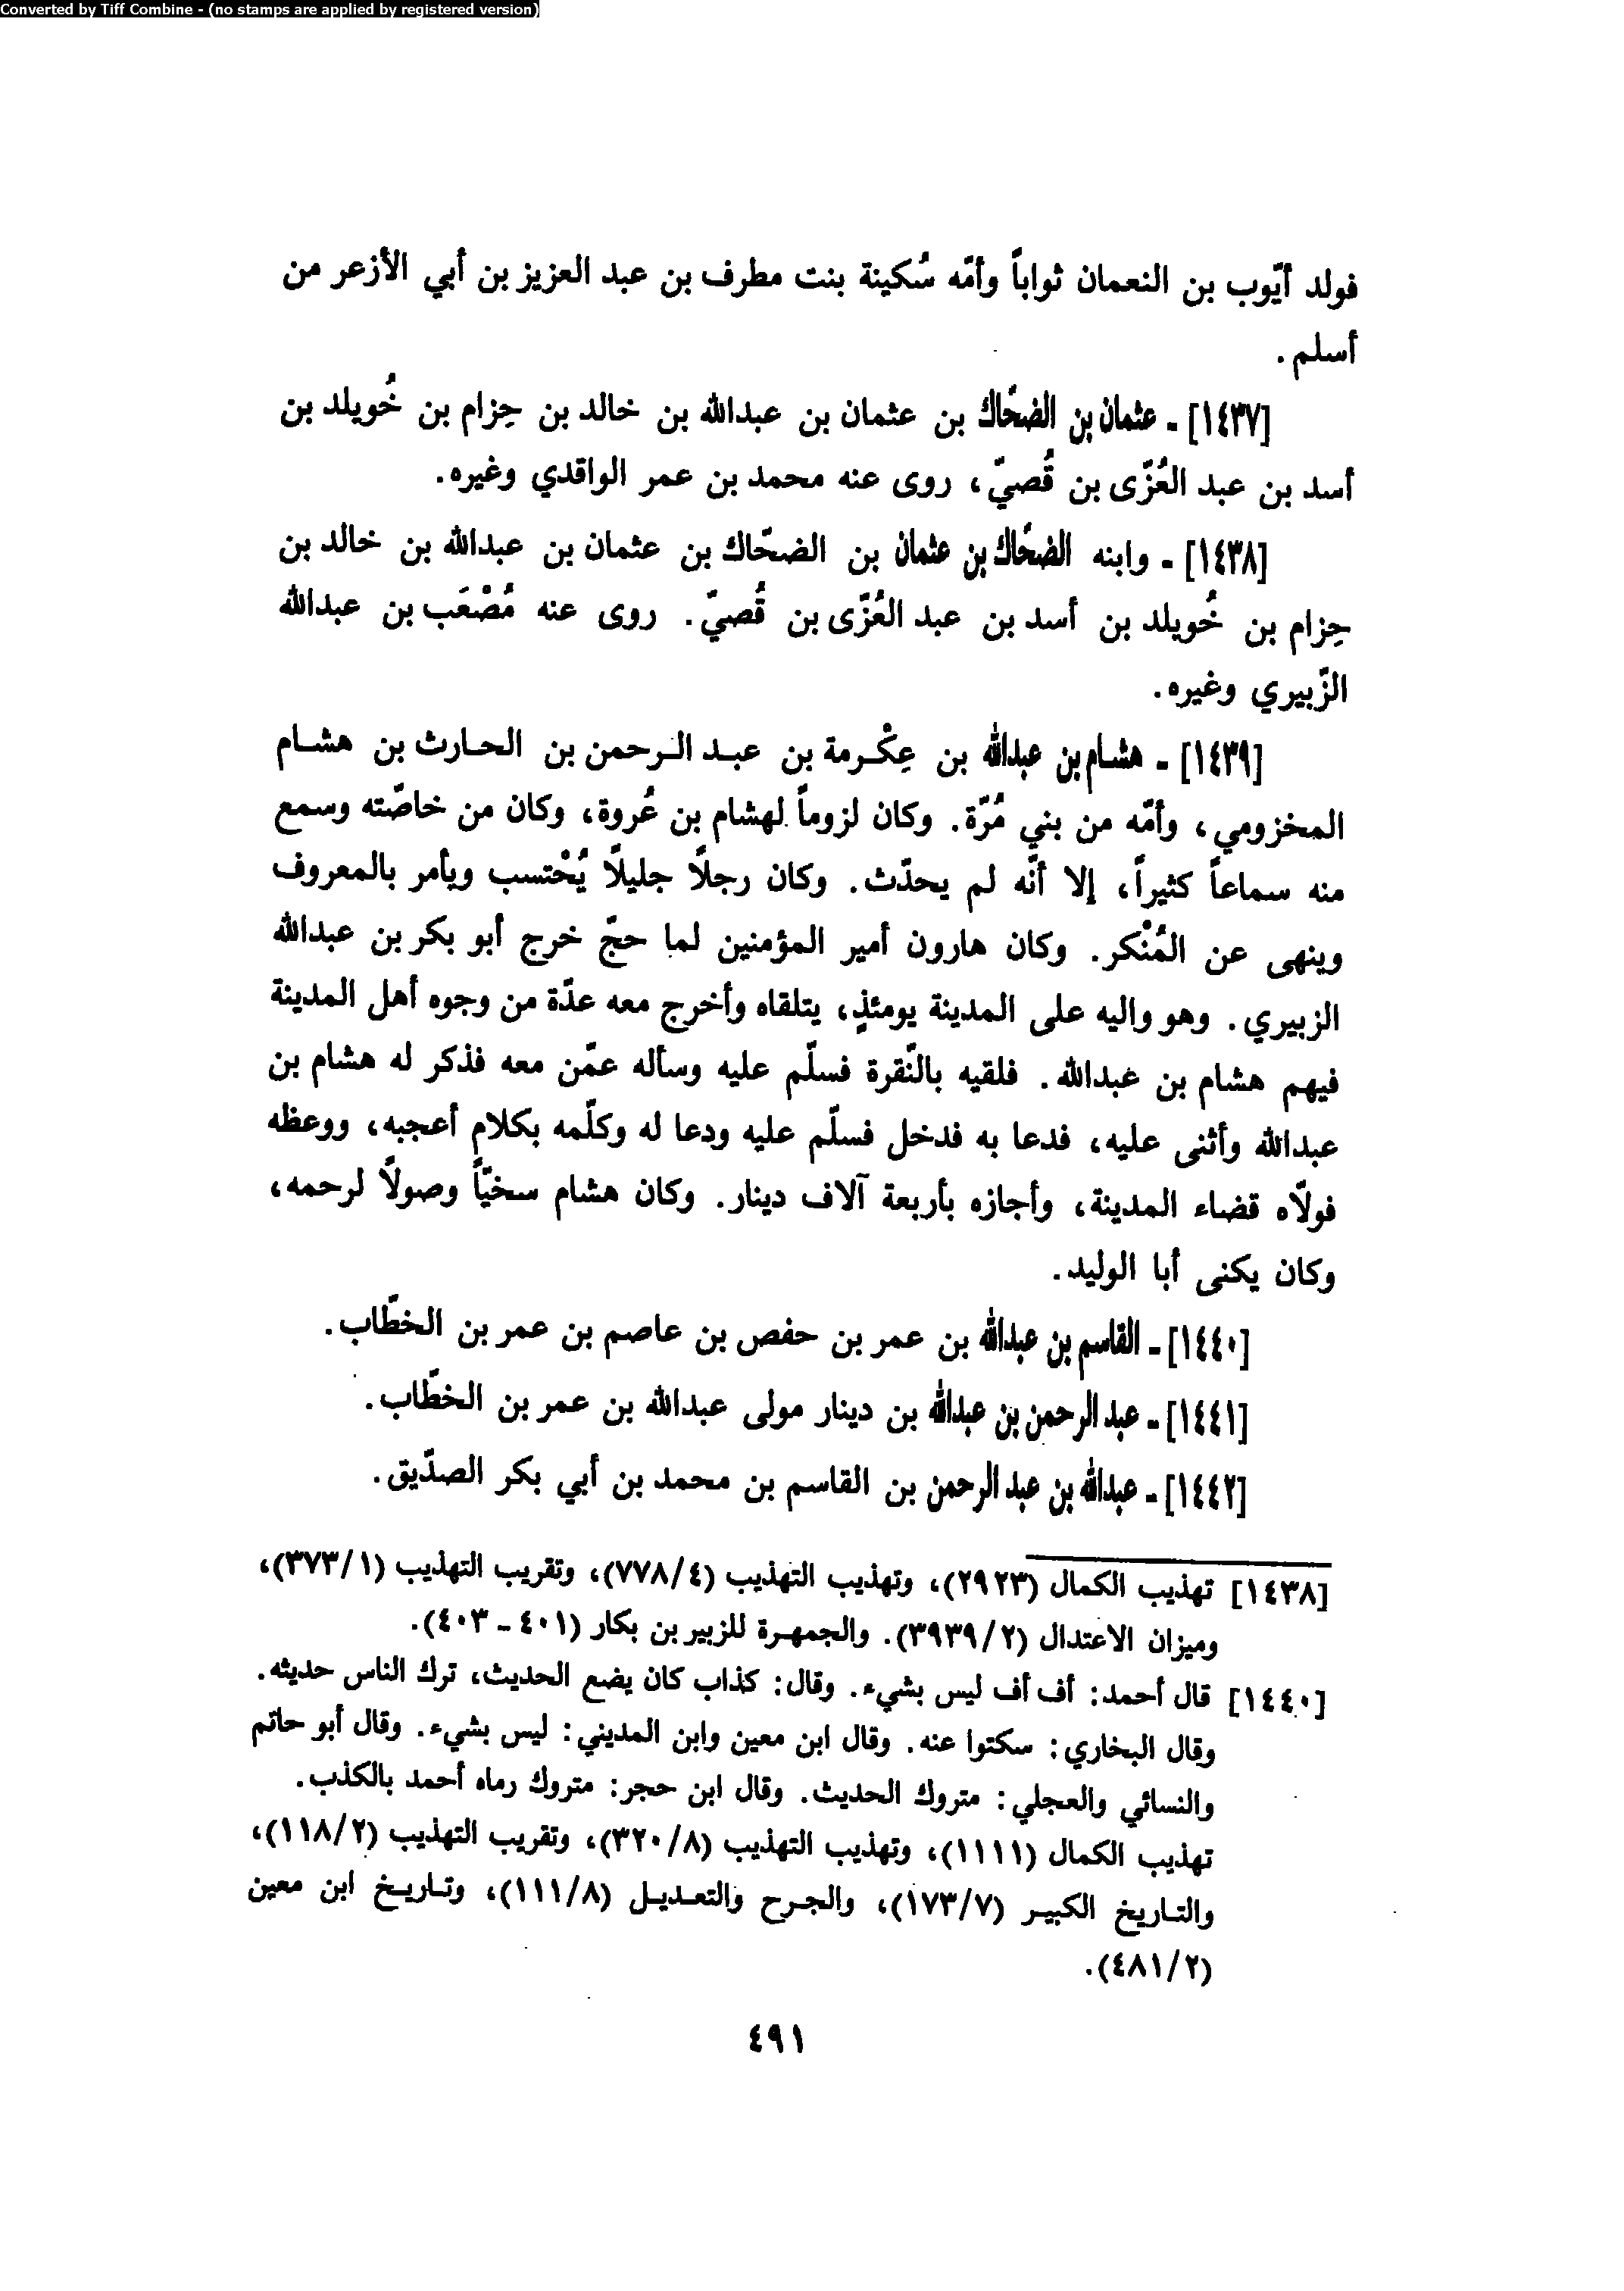 Converted by Tiff Combine - (no stamps are applied by registered version)
فولد أيّوب بن النعمان ثواباً وأمّه سُكينة بنت مطرف بن عبد العزيز بن أبي الأزعر من
أسلم .
[١٤٣٧] - عثمان بن الضحّاك بن عثمان بن عبدالله بن خالد بن حِزام بن خُويلد بن
أسد بن عبد العُزّى بن قُصيّ، روى عنه محمد بن عمر الواقدي وغيره.
[١٤٣٨] - وابنه الضحّاك بن عثمان بن الضحّاك بن عثمان بن عبدالله بن خالد بن
حِزام بن خُويلد بن أسد بن عبد العُزّى بن قُصيّ. روى عنه مُصْعَب بن عبدالله
الزّبيري وغيره.
[١٤٣٩] - هشام بن عبدالله بن عِكْرمة بن عبد الرحمن بن الحارث بن هشام
المخزومي، وأمّه من بني مُرّة. وكان لزوماً لهشام بن عُروة، وكان من خاصّته وسمع
منه سماعاً كثيراً، إلا أنّه لم يحدّث. وكان رجلًا جليلًا يُحْتسب ويأمر بالمعروف
وينهى عن المُنْكر. وكان هارون أمير المؤمنين لما حجّ خرج أبو بكر بن عبدالله
الزبيري. وهو واليه على المدينة يومئذٍ، يتلقاه وأخرج معه عدّة من وجوه أهل المدينة
فيهم هشام بن عبدالله. فلقيه بالنّقرة فسلّم عليه وسأله عمّن معه فذكر له هشام بن
عبدالله وأثنى عليه، فدعا به فدخل فسلّم عليه ودعا له وكلّمه بكلام أعجبه، ووعظه
فولّاه قضاء المدينة، وأجازه بأربعة آلاف دينار. وكان هشام سخيّاً وصولًا لرحمه،
وكان يكنى أبا الوليد.
[١٤٤٠] - القاسم بن عبدالله بن عمر بن حفص بن عاصم بن عمر بن الخطّاب.
[١٤٤١] - عبد الرحمن بن عبدالله بن دينار مولى عبدالله بن عمر بن الخطّاب.
[١٤٤٢] - عبدالله بن عبد الرحمن بن القاسم بن محمد بن أبي بكر الصدّيق.
[١٤٣٨] تهذيب الكمال (٢٩٢٣)، وتهذيب التهذيب (٧٧٨/٤)، وتقريب التهذيب (٣٧٣/١)،
وميزان الاعتدال (٣٩٣٩/٢). والجمهرة للزبير بن بكار (٤٠١ - ٤٠٣).
[١٤٤٠] قال أحمد: أف أف ليس بشيء. وقال: كذاب كان يضع الحديث، ترك الناس حديثه.
وقال البخاري: سكتوا عنه. وقال ابن معين وابن المديني: ليس بشيء. وقال أبو حاتم
والنسائي والعجلي: متروك الحديث. وقال ابن حجر: متروك رماه أحمد بالكذب.
تهذيب الكمال (١١١١)، وتهذيب التهذيب (٣٢٠/٨)، وتقريب التهذيب (١١٨/٢)،
والتاريخ الكبير (١٧٣/٧)، والجرح والتعديل (١١١/٨)، وتاريخ ابن معين
(٤٨١/٢).
٤٩١